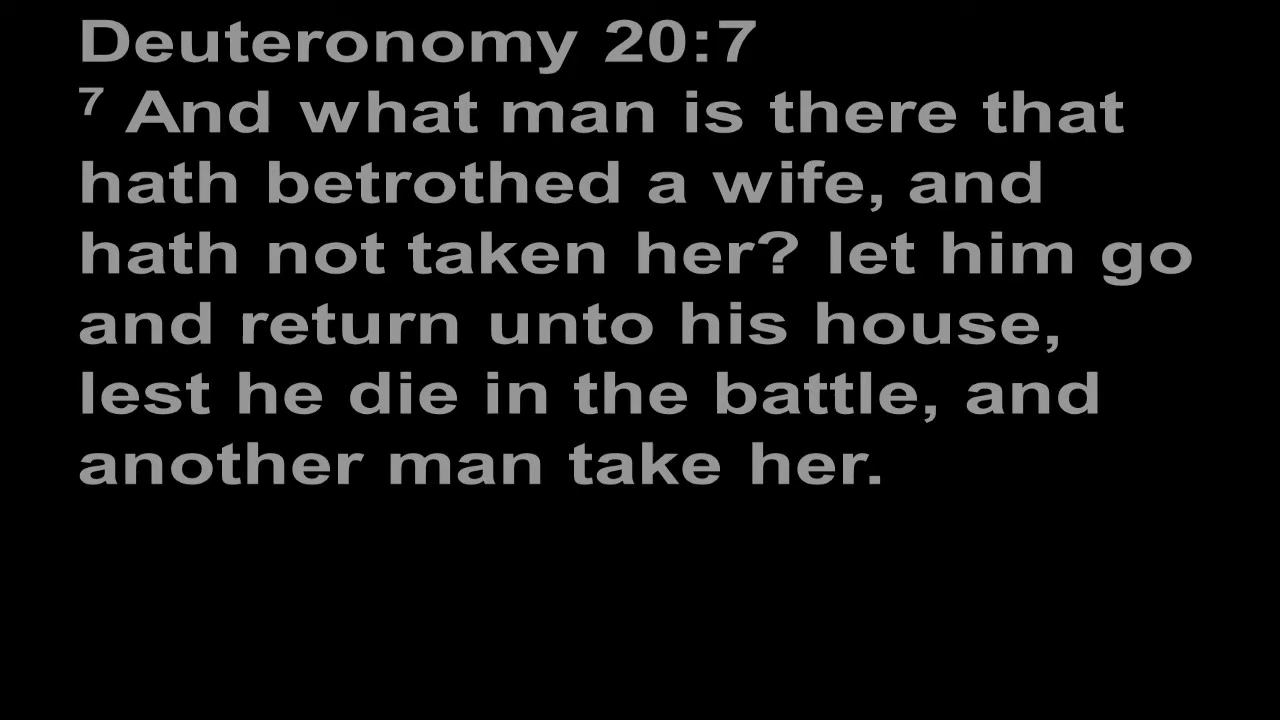 Deuteronomy 20:7
7 And what man is there that
hath betrothed a wife, and
hath not taken her? let him go
and return unto his house,
lest he die in the battle, and
another man take her.